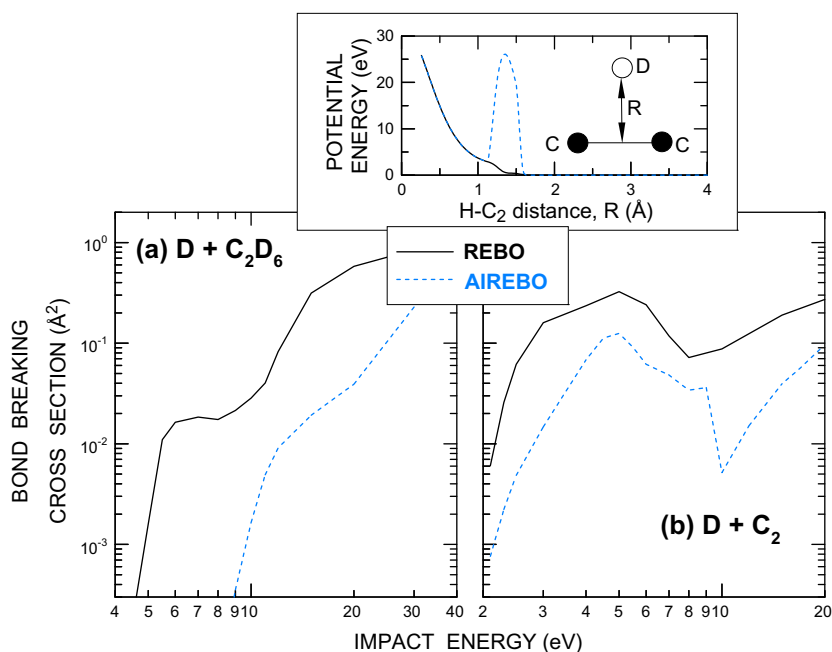 POTENTIAL
ENERGY (eV)
30
20
10
0
0 1 2 3 4
H-C2 distance, R (Å)
D
R
C C
REBO
AIREBO
(a) D + C2D6
(b) D + C2
BOND BREAKING
CROSS SECTION (Å²)
10⁰
10⁻¹
10⁻²
10⁻³
4 5 6 7 8 9 10 20 30 40
2 3 4 5 6 7 8 9 10 20
IMPACT ENERGY (eV)